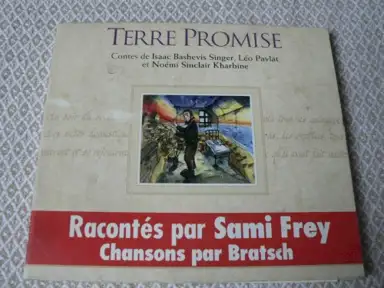 TERRE PROMISE
Contes de Isaac Bashevis Singer, Léo Pavlat
et Noémi Sinclair Kharbine
Racontés par Sami Frey
Chansons par Bratsch